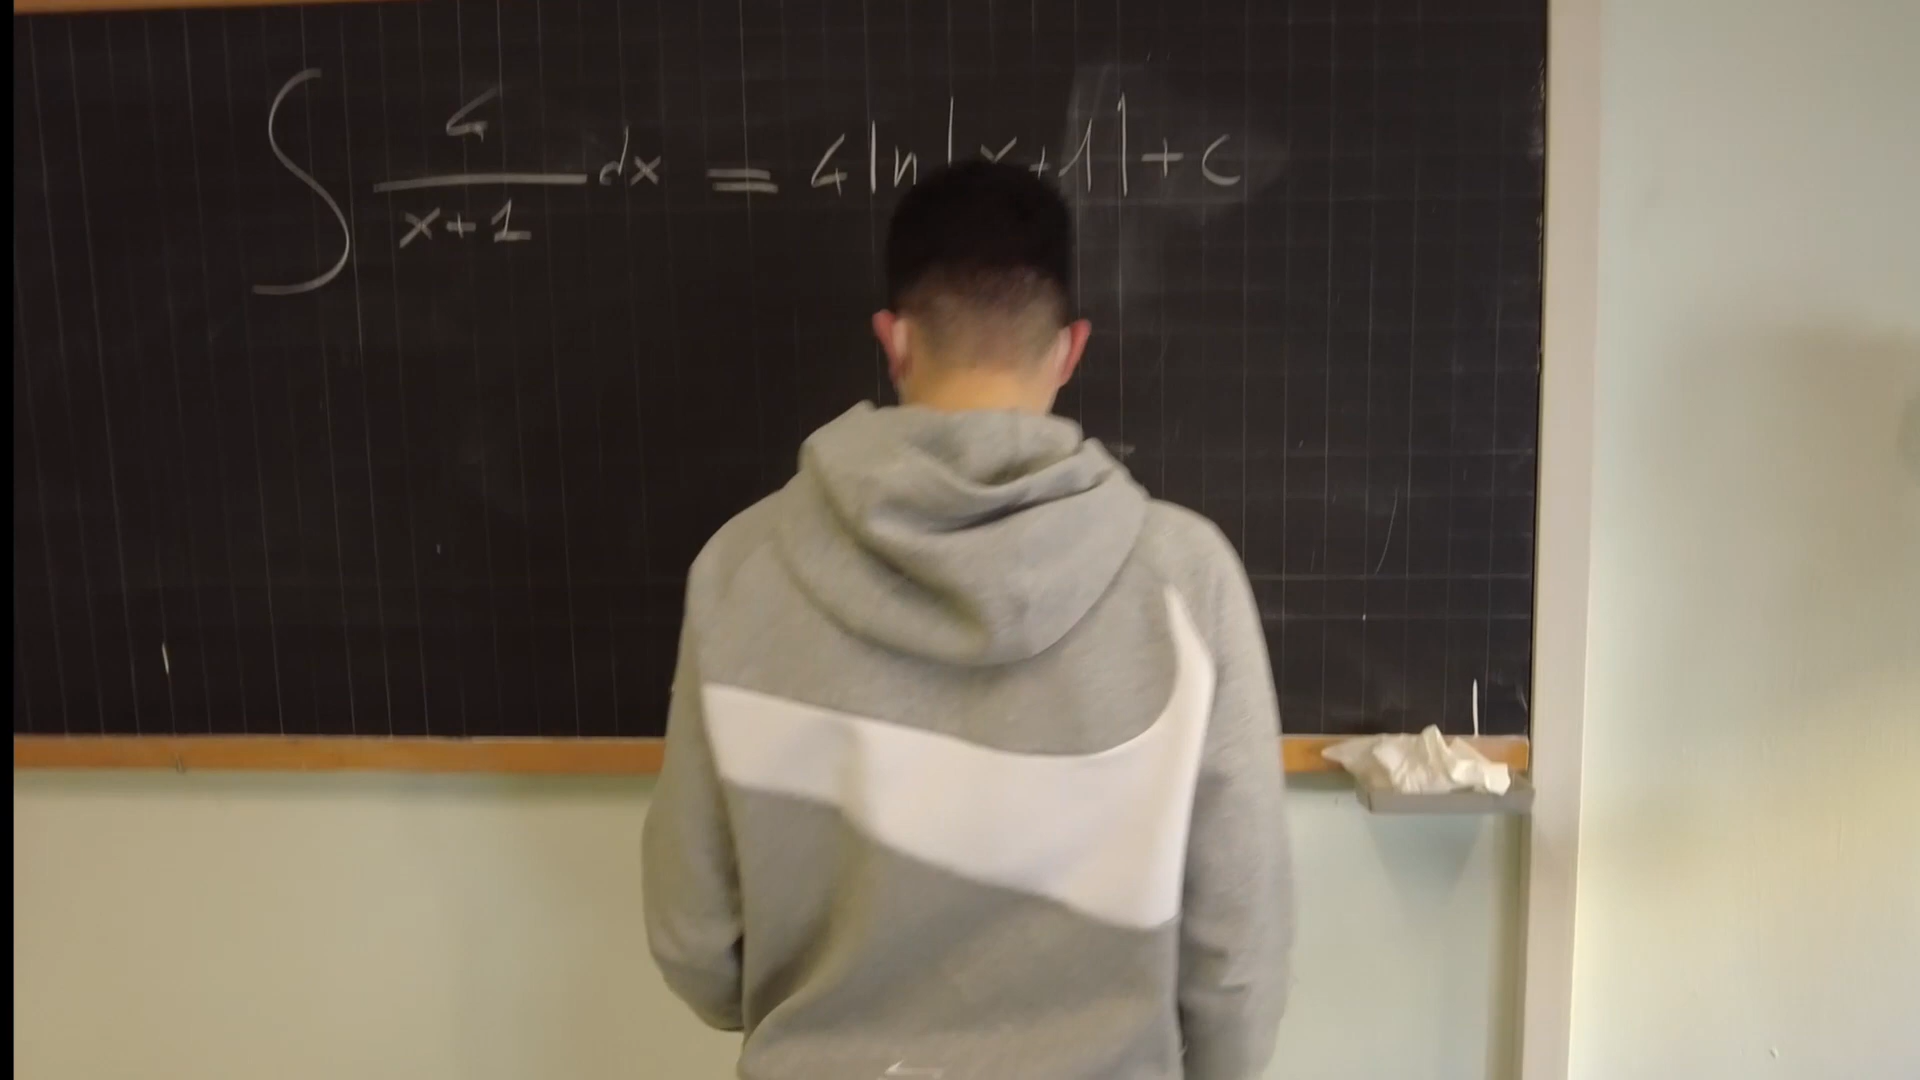 ∫ 4/(x+1) dx = 4 ln |x+1| + c